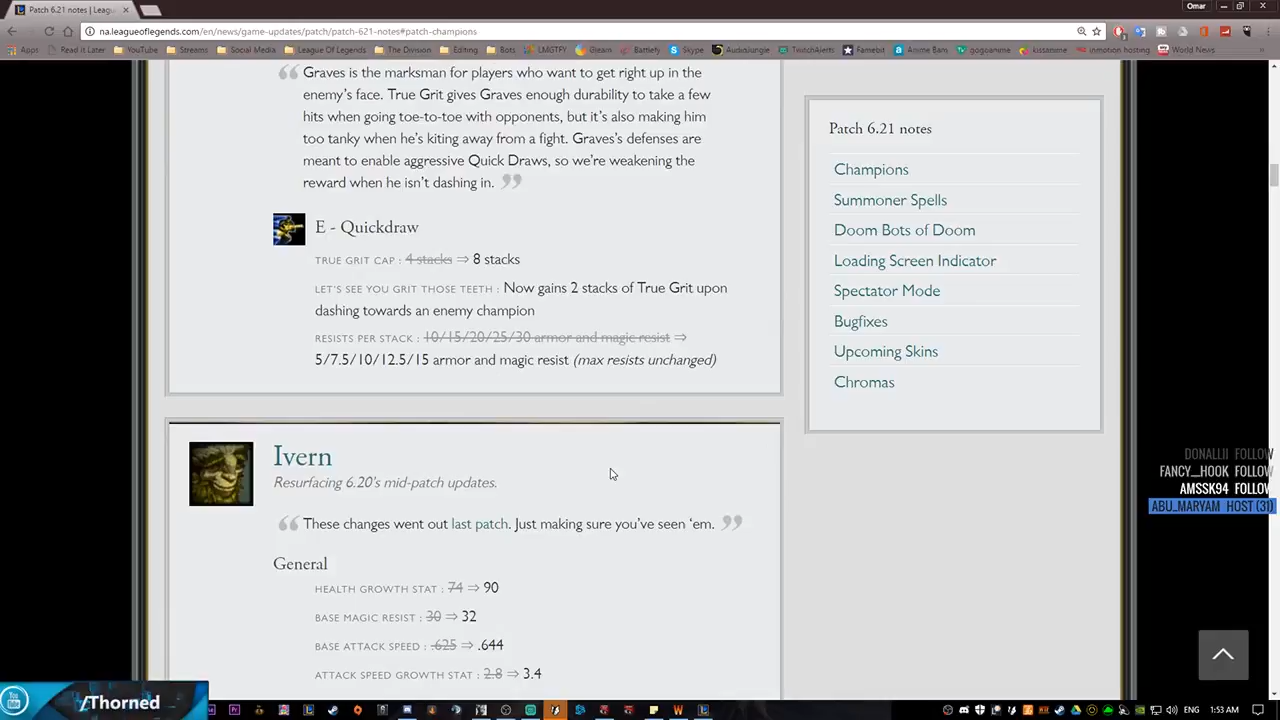 Patch 6.21 notes | Leagu
Omar
na.leagueoflegends.com/en/news/game-updates/patch/patch-621-notes#patch-champions
Apps Read it Later YouTube Streams Social Media League Of Legends The Division Editing Bots LMGTFY Gleam Battlefy Skype AudioJungle TwitchAlerts Famebit Anime Bam gogoanime kissanime inmotion hosting World News
“ Graves is the marksman for players who want to get right up in the
enemy's face. True Grit gives Graves enough durability to take a few
hits when going toe-to-toe with opponents, but it's also making him
too tanky when he's kiting away from a fight. Graves's defenses are
meant to enable aggressive Quick Draws, so we're weakening the
reward when he isn't dashing in. ”
E - Quickdraw
TRUE GRIT CAP : 4 stacks ⇒ 8 stacks
LET'S SEE YOU GRIT THOSE TEETH : Now gains 2 stacks of True Grit upon
dashing towards an enemy champion
RESISTS PER STACK : 10/15/20/25/30 armor and magic resist ⇒
5/7.5/10/12.5/15 armor and magic resist (max resists unchanged)
Ivern
Resurfacing 6.20's mid-patch updates.
“ These changes went out last patch. Just making sure you've seen 'em. ”
General
HEALTH GROWTH STAT : 74 ⇒ 90
BASE MAGIC RESIST : 30 ⇒ 32
BASE ATTACK SPEED : .625 ⇒ .644
ATTACK SPEED GROWTH STAT : 2.8 ⇒ 3.4
Patch 6.21 notes
Champions
Summoner Spells
Doom Bots of Doom
Loading Screen Indicator
Spectator Mode
Bugfixes
Upcoming Skins
Chromas
DONALLII FOLLOW
FANCY__HOOK FOLLOW
AMSSK94 FOLLOW
ABU_MARYAM HOST (31)
You Tube /Thorned
ENG 1:53 AM